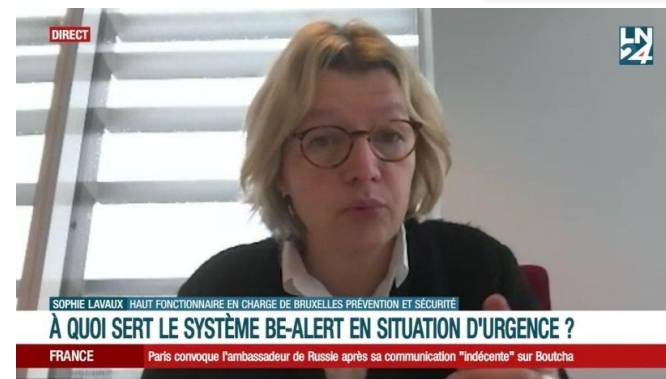 DIRECT
LN
24
SOPHIE LAVAUX HAUT FONCTIONNAIRE EN CHARGE DE BRUXELLES PRÉVENTION ET SÉCURITÉ
À QUOI SERT LE SYSTÈME BE-ALERT EN SITUATION D'URGENCE ?
FRANCE Paris convoque l'ambassadeur de Russie après sa communication "indécente" sur Boutcha